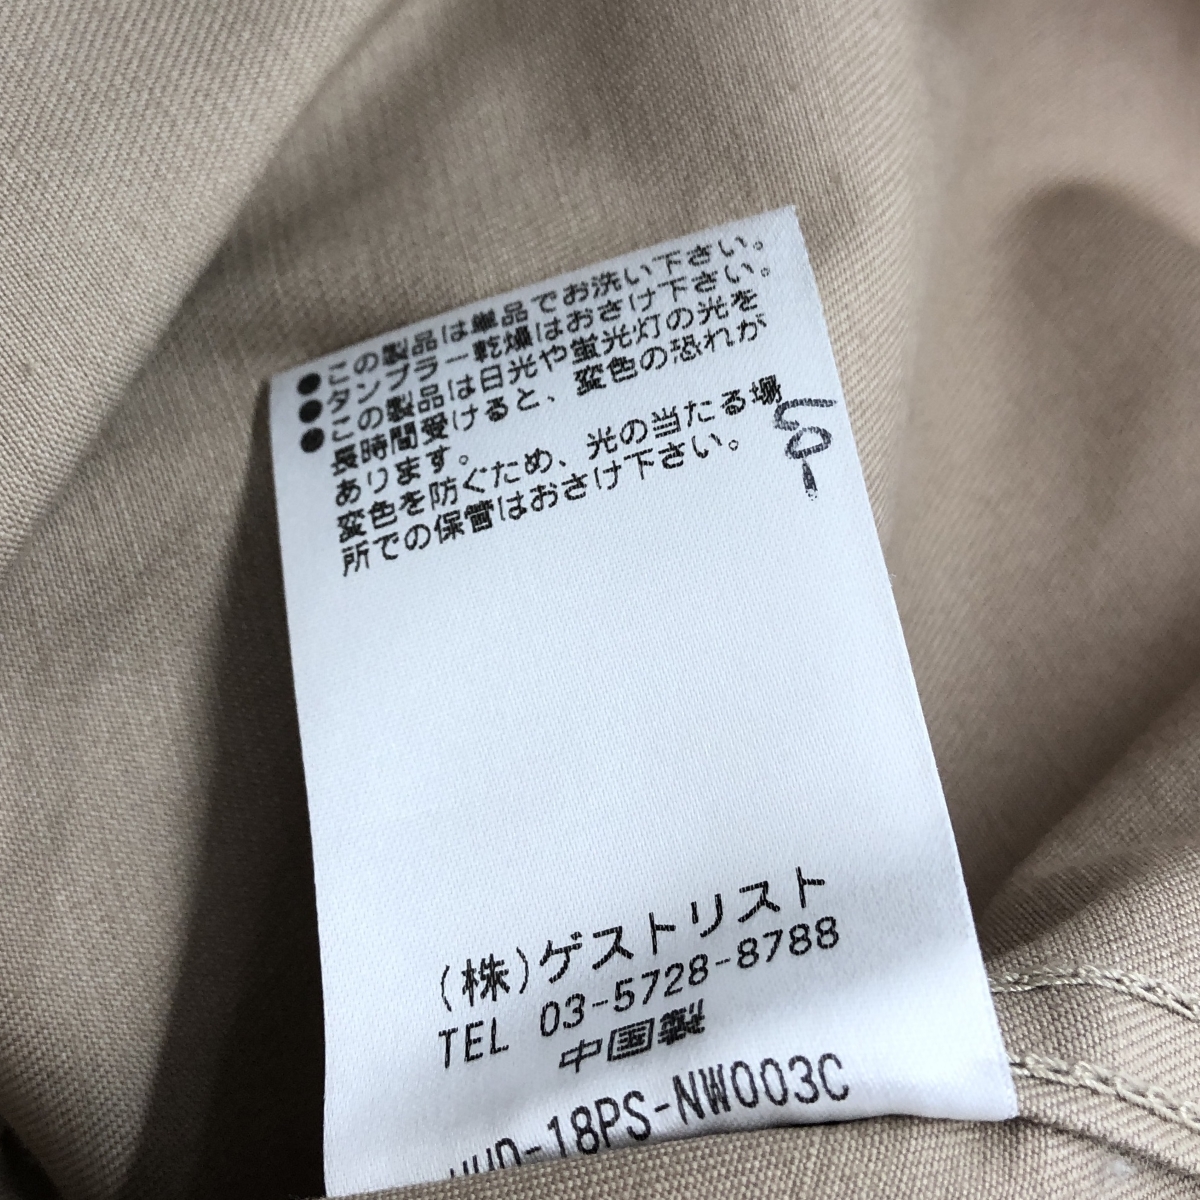 ●この製品は単品でお洗い下さい。
●タンブラー乾燥はおさけ下さい。
●この製品は日光や蛍光灯の光を
長時間受けると、変色の恐れが
あります。
変色を防ぐため、光の当たる場
所での保管はおさけ下さい。
(株)ゲストリスト
TEL 03-5728-8788
中国製
-18PS-NW003C